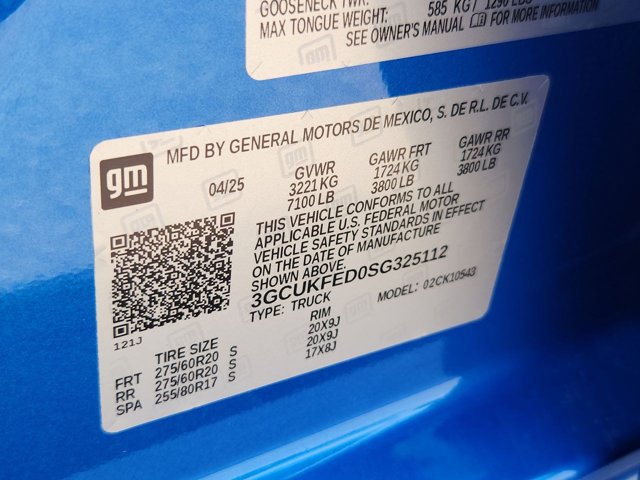 GOOSENECK TWR:
MAX TONGUE WEIGHT: 585 KG / 1290 LBS
SEE OWNER'S MANUAL FOR MORE INFORMATION
gm
MFD BY GENERAL MOTORS DE MEXICO, S. DE R.L. DE C.V.
04/25 GVWR GAWR FRT GAWR RR
3221 KG 1724 KG 1724 KG
7100 LB 3800 LB 3800 LB
THIS VEHICLE CONFORMS TO ALL
APPLICABLE U.S. FEDERAL MOTOR
VEHICLE SAFETY STANDARDS IN EFFECT
ON THE DATE OF MANUFACTURE
SHOWN ABOVE.
3GCUKFED0SG325112
TYPE: TRUCK MODEL: 02CK10543
121J
TIRE SIZE RIM
FRT 275/60R20 S 20X9J
RR 275/60R20 S 20X9J
SPA 255/80R17 S 17X8J